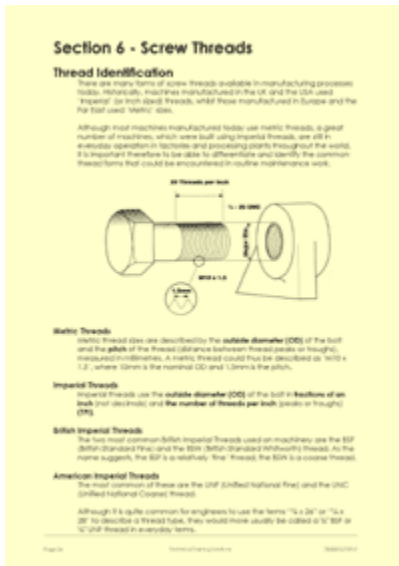 Section 6 - Screw Threads
Thread Identification
There are many forms of screw threads available in manufacturing processes
today. Historically, machines manufactured in the UK and the USA used
'Imperial' (or inch sized) threads, whilst those manufactured in Europe and the
Far East used 'Metric' sizes.
Although most machines manufactured today use metric threads, a great
number of machines, which were built using Imperial threads, are still in
everyday operation in factories and processing plants throughout the world.
It is important therefore to be able to differentiate and identify the common
thread forms that could be encountered in routine maintenance work.
Threads per inch
Major Dia
M10 x 1.5
1.5mm
Metric Threads
Metric thread sizes are described by the outside diameter (OD) of the bolt
and the pitch of the thread (distance between thread peaks or troughs),
measured in millimetres. A metric thread could thus be described as 'M10 x
1.5', where 10mm is the nominal OD and 1.5mm is the pitch.
Imperial Threads
Imperial threads use the outside diameter (OD) of the bolt in fractions of an
inch (not decimals) and the number of threads per inch (peaks or troughs)
(TPI).
British Imperial Threads
The two most common British Imperial Threads used on machinery are the BSF
(British Standard Fine) and the BSW (British Standard Whitworth) thread. As the
name suggests, the BSF is a relatively 'fine' thread, the BSW is a coarse thread.
American Imperial Threads
The most common of these are the UNF (Unified National Fine) and the UNC
(Unified National Coarse) thread.
Although it is quite common for engineers to use the terms "¼ x 26" or "¼ x
28" to describe a thread type, they would more usually be called a ¼" BSF or
¼" UNF thread in everyday terms.